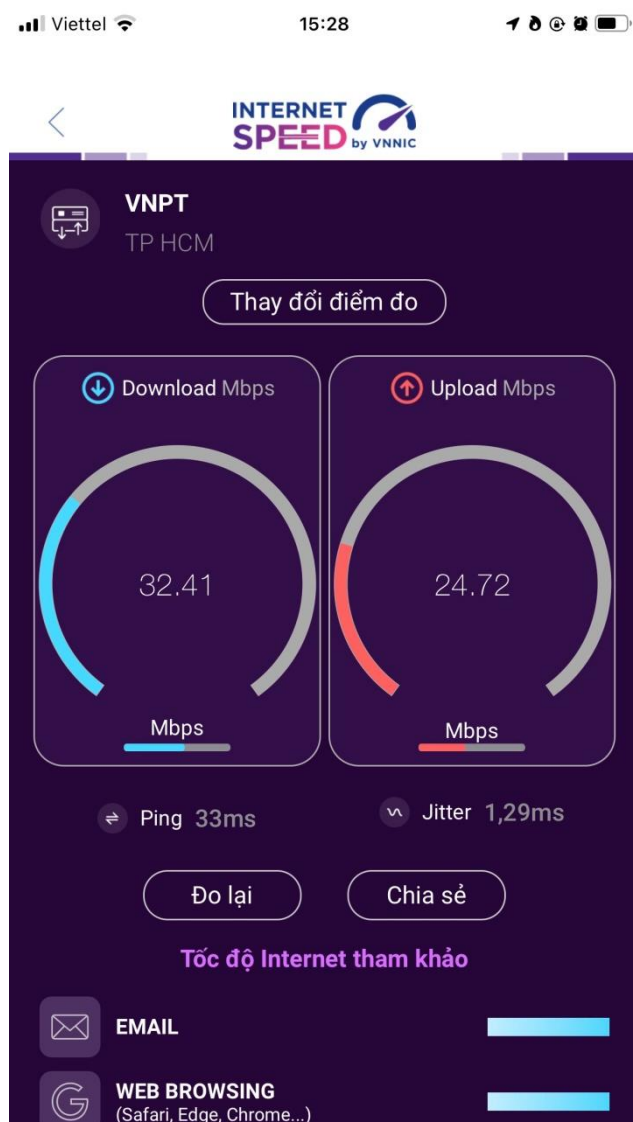 Viettel
15:28
INTERNET
SPEED by VNNIC
VNPT
TP HCM
Thay đổi điểm đo
Download Mbps
Upload Mbps
32.41
24.72
Mbps
Mbps
Ping 33ms
Jitter 1,29ms
Đo lại
Chia sẻ
Tốc độ Internet tham khảo
EMAIL
WEB BROWSING
(Safari, Edge, Chrome...)